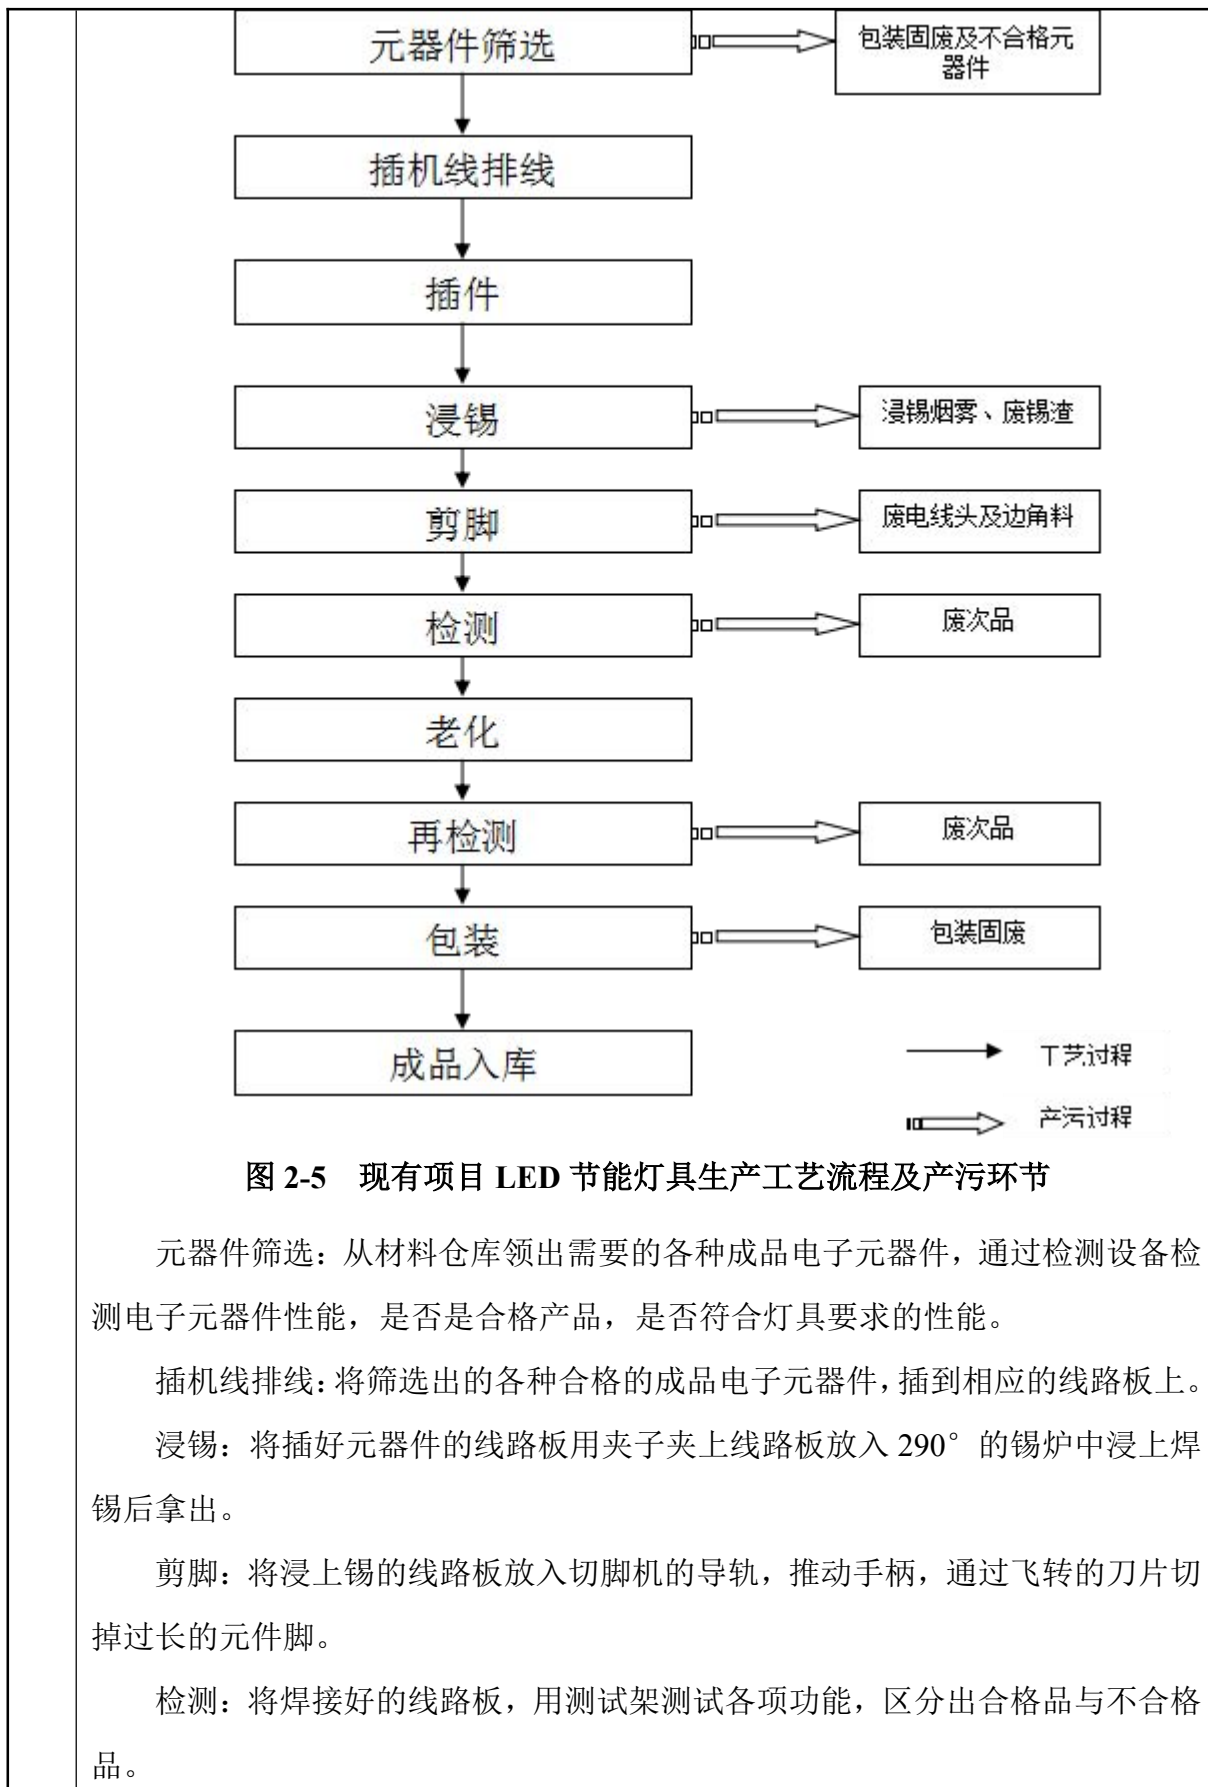 元器件筛选
包装固废及不合格元
器件
插机线排线
插件
浸锡
浸锡烟雾、废锡渣
剪脚
废电线头及边角料
检测
废次品
老化
再检测
废次品
包装
包装固废
成品入库
工艺过程
产污过程
图 2-5 现有项目 LED 节能灯具生产工艺流程及产污环节
元器件筛选：从材料仓库领出需要的各种成品电子元器件，通过检测设备检
测电子元器件性能，是否是合格产品，是否符合灯具要求的性能。
插机线排线：将筛选出的各种合格的成品电子元器件，插到相应的线路板上。
浸锡：将插好元器件的线路板用夹子夹上线路板放入 290°的锡炉中浸上焊
锡后拿出。
剪脚：将浸上锡的线路板放入切脚机的导轨，推动手柄，通过飞转的刀片切
掉过长的元件脚。
检测：将焊接好的线路板，用测试架测试各项功能，区分出合格品与不合格
品。